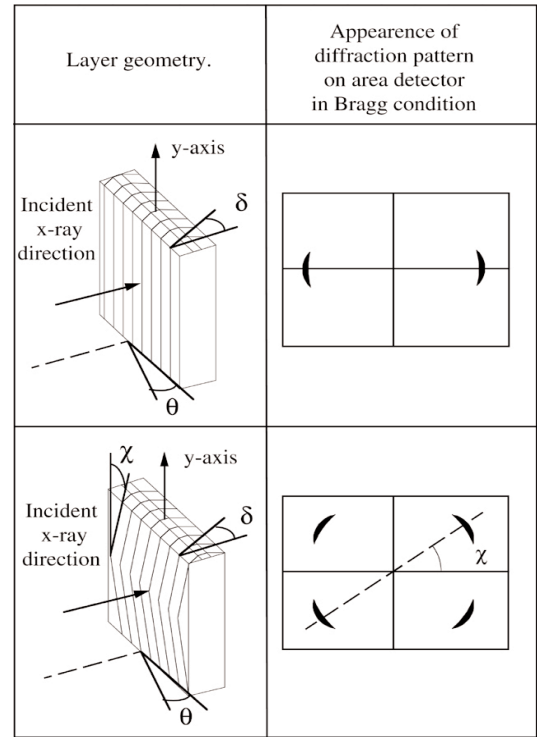 Layer geometry.
Appearence of
diffraction pattern
on area detector
in Bragg condition
y-axis
Incident
x-ray
direction
δ
θ
χ
y-axis
Incident
x-ray
direction
δ
θ
χ